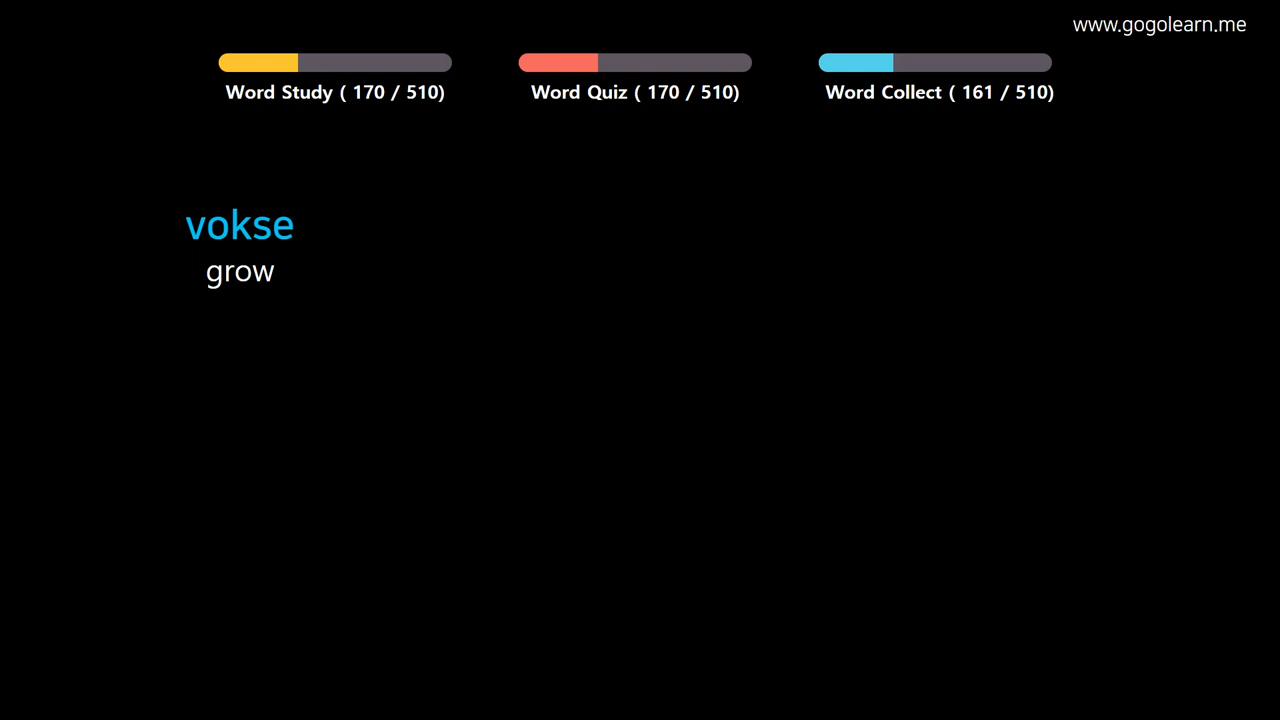 www.gogolearn.me
Word Study ( 170 / 510)
Word Quiz ( 170 / 510)
Word Collect ( 161 / 510)
vokse
grow